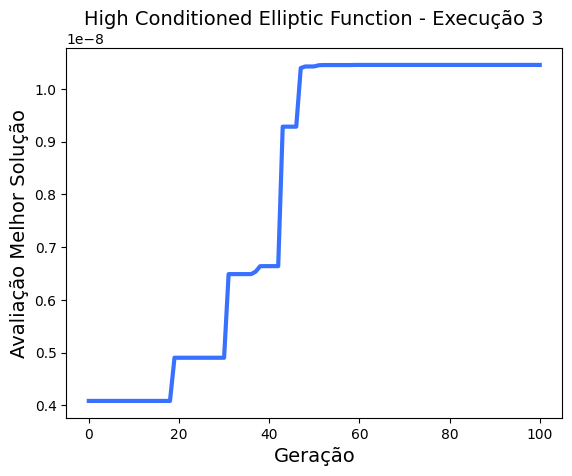 High Conditioned Elliptic Function - Execução 3
1e−8
1.0
0.9
0.8
0.7
0.6
0.5
0.4
Avaliação Melhor Solução
0 20 40 60 80 100
Geração